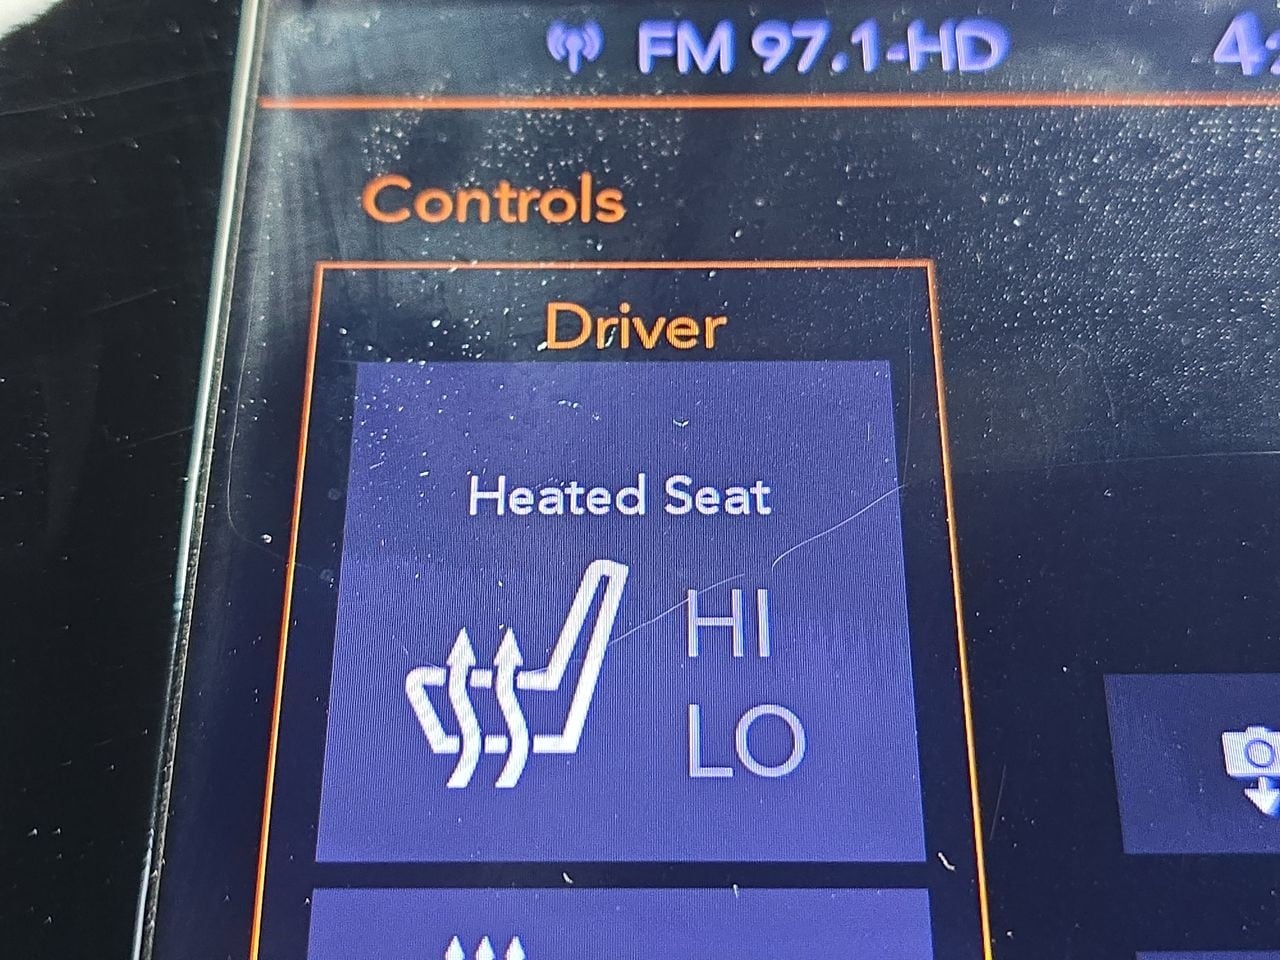 FM 97.1-HD
Controls
Driver
Heated Seat
HI
LO